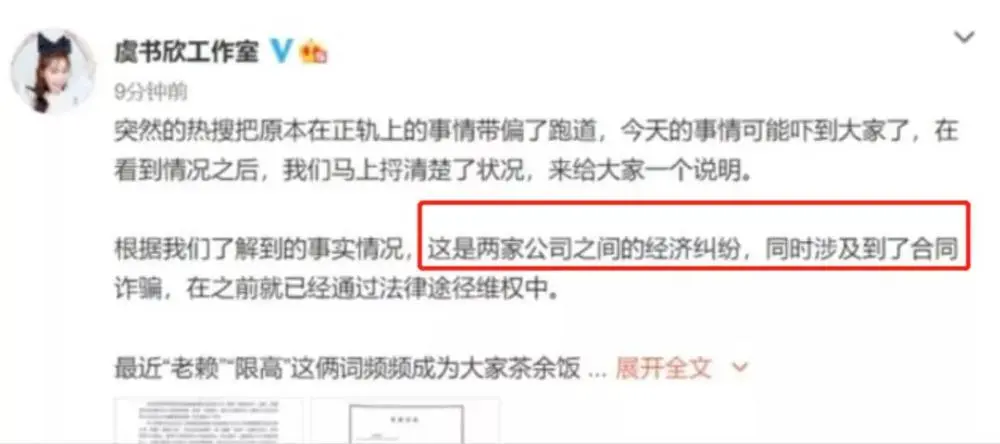 虞书欣工作室
9分钟前
突然的热搜把原本在正轨上的事情带偏了跑道，今天的事情可能吓到大家了，在
看到情况之后，我们马上捋清楚了状况，来给大家一个说明。
根据我们了解到的事实情况，这是两家公司之间的经济纠纷，同时涉及到了合同
诈骗，在之前就已经通过法律途径维权中。
最近“老赖”“限高”这俩词频频成为大家茶余饭 ... 展开全文